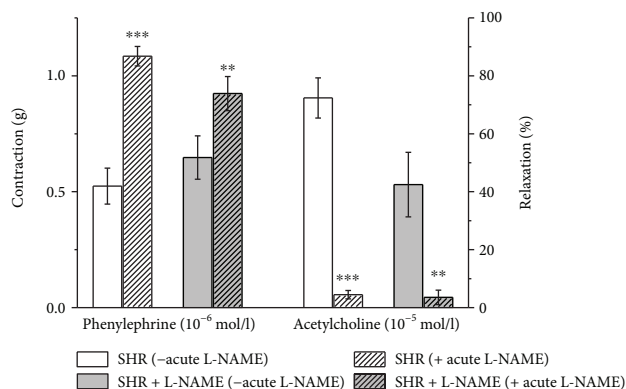 Contraction (g)
1.0
0.5
0.0
***
**
***
**
100
80
60
40
20
0
Relaxation (%)
Phenylephrine (10⁻⁶ mol/l)
Acetylcholine (10⁻⁵ mol/l)
SHR (−acute L-NAME)
SHR (+ acute L-NAME)
SHR + L-NAME (−acute L-NAME)
SHR + L-NAME (+ acute L-NAME)